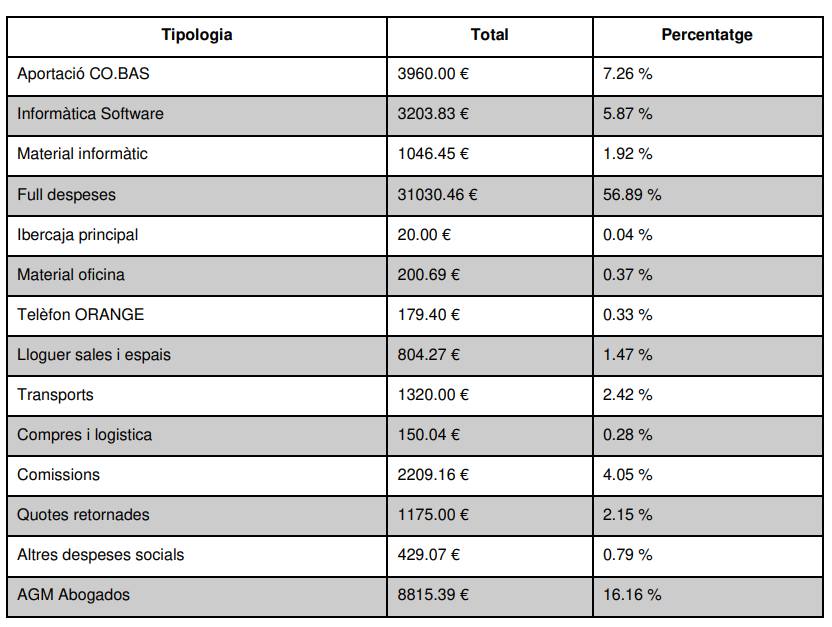 Tipologia Total Percentatge
Aportació CO.BAS 3960.00 € 7.26 %
Informàtica Software 3203.83 € 5.87 %
Material informàtic 1046.45 € 1.92 %
Full despeses 31030.46 € 56.89 %
Ibercaja principal 20.00 € 0.04 %
Material oficina 200.69 € 0.37 %
Telèfon ORANGE 179.40 € 0.33 %
Lloguer sales i espais 804.27 € 1.47 %
Transports 1320.00 € 2.42 %
Compres i logistica 150.04 € 0.28 %
Comissions 2209.16 € 4.05 %
Quotes retornades 1175.00 € 2.15 %
Altres despeses socials 429.07 € 0.79 %
AGM Abogados 8815.39 € 16.16 %